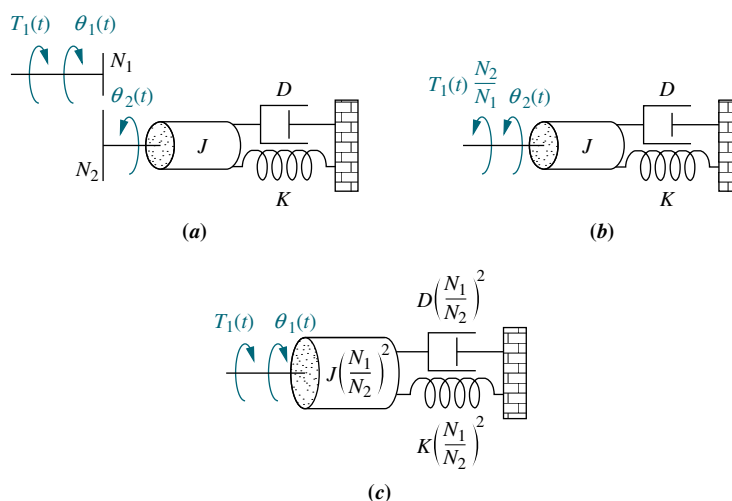 T₁(t) θ₁(t)
N₁
θ₂(t)
D
J
N₂
K
(a)
T₁(t) N₂/N₁ θ₂(t)
D
J
K
(b)
D(N₁/N₂)²
T₁(t) θ₁(t)
J(N₁/N₂)²
K(N₁/N₂)²
(c)